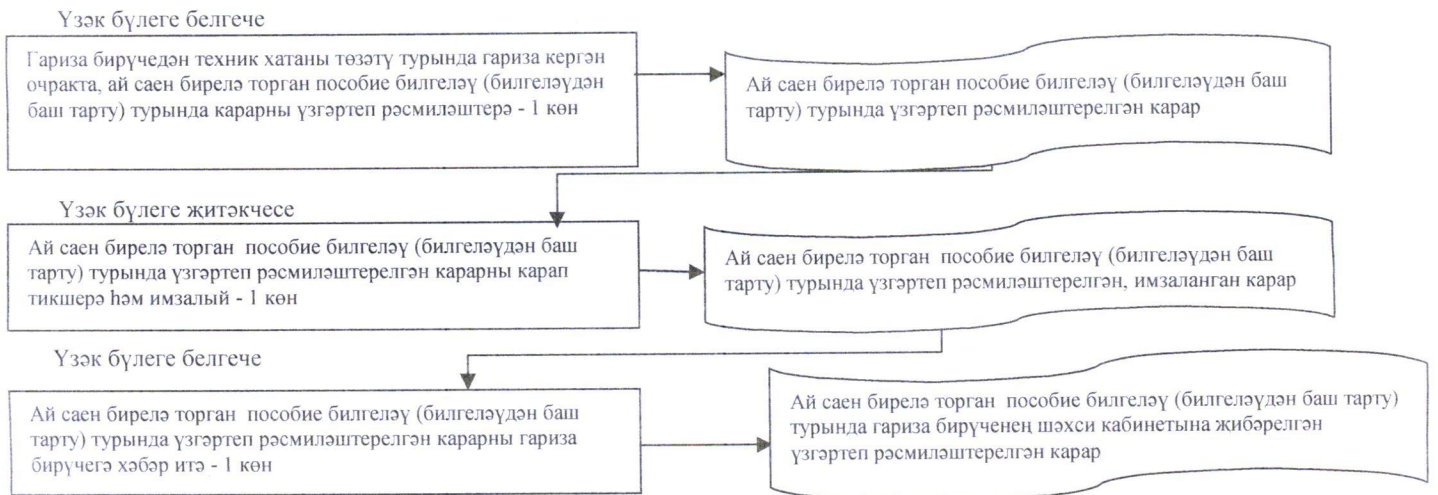 Үзәк бүлеге белгече
Гариза бирүчедән техник хатаны төзәтү турында гариза кергән
очракта, ай саен бирелә торган пособие билгеләү (билгеләүдән
баш тарту) турында карарны үзгәртеп рәсмиләштерә - 1 көн
Ай саен бирелә торган пособие билгеләү (билгеләүдән баш
тарту) турында үзгәртеп рәсмиләштерелгән карар
Үзәк бүлеге җитәкчесе
Ай саен бирелә торган пособие билгеләү (билгеләүдән баш
тарту) турында үзгәртеп рәсмиләштерелгән карарны карап
тикшерә һәм имзалый - 1 көн
Ай саен бирелә торган пособие билгеләү (билгеләүдән баш
тарту) турында үзгәртеп рәсмиләштерелгән, имзаланган карар
Үзәк бүлеге белгече
Ай саен бирелә торган пособие билгеләү (билгеләүдән баш
тарту) турында үзгәртеп рәсмиләштерелгән карарны гариза
бирүчегә хәбәр итә - 1 көн
Ай саен бирелә торган пособие билгеләү (билгеләүдән баш тарту)
турында гариза бирүченең шәхси кабинетына җибәрелгән
үзгәртеп рәсмиләштерелгән карар